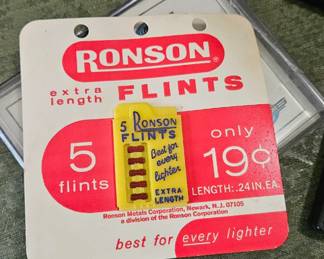 RONSON®
extra
length
FLINTS
5
flints
5 RONSON
FLINTS
Best for
every
lighter
EXTRA
LENGTH
only
19¢
LENGTH: .24 IN. EA.
Ronson Metals Corporation, Newark, N.J. 07105
a division of the Ronson Corporation
best for every lighter